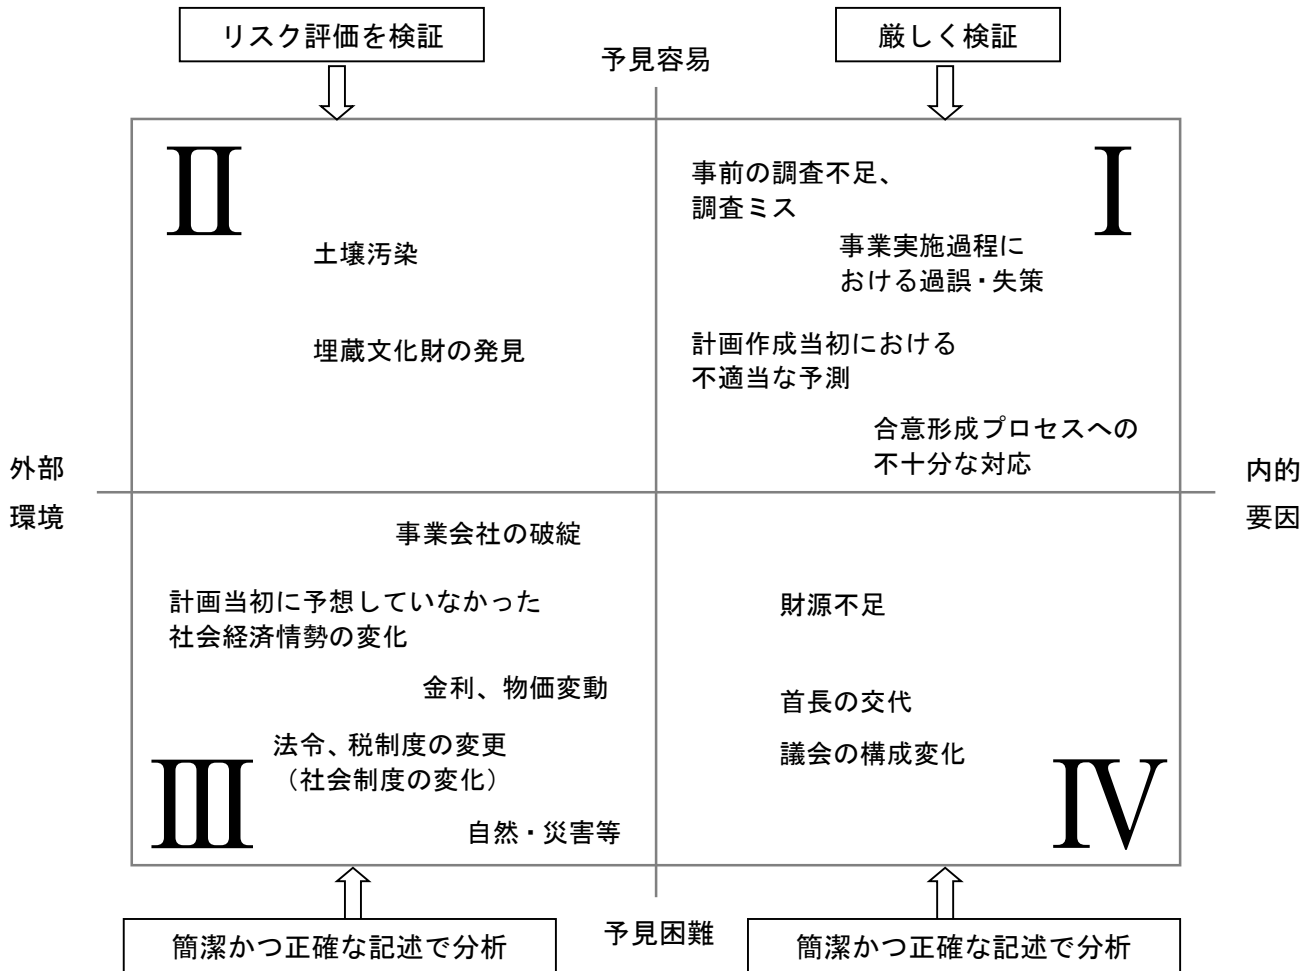 リスク評価を検証
厳しく検証
予見容易
Ⅱ
Ⅰ
事前の調査不足、
調査ミス
土壌汚染
事業実施過程に
おける過誤・失策
埋蔵文化財の発見
計画作成当初における
不適当な予測
合意形成プロセスへの
不十分な対応
外部
環境
内的
要因
事業会社の破綻
計画当初に予想していなかった
社会経済情勢の変化
財源不足
金利、物価変動
首長の交代
法令、税制度の変更
(社会制度の変化)
議会の構成変化
Ⅲ
Ⅳ
自然・災害等
予見困難
簡潔かつ正確な記述で分析
簡潔かつ正確な記述で分析